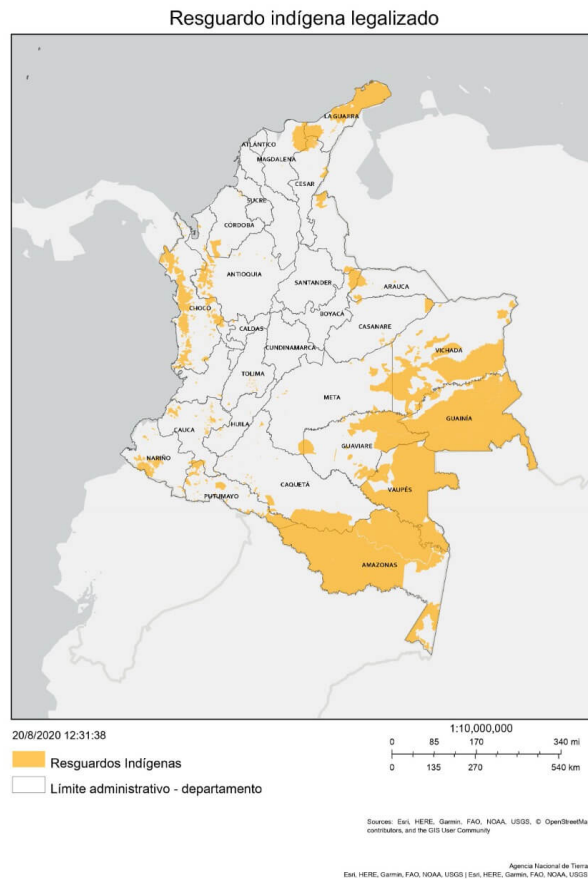 Resguardo indígena legalizado
LA GUAJIRA
ATLÁNTICO
MAGDALENA
CESAR
SUCRE
CÓRDOBA
ANTIOQUIA
SANTANDER
ARAUCA
CHOCÓ
BOYACÁ
CALDAS
CASANARE
CUNDINAMARCA
VICHADA
TOLIMA
META
GUAINÍA
CAUCA
HUILA
GUAVIARE
NARIÑO
VAUPÉS
CAQUETÁ
PUTUMAYO
AMAZONAS
20/8/2020 12:31:38
Resguardos Indígenas
Límite administrativo - departamento
1:10,000,000
0 85 170 340 mi
0 135 270 540 km
Sources: Esri, HERE, Garmin, FAO, NOAA, USGS, © OpenStreetMa
contributors, and the GIS User Community
Agencia Nacional de Tierra
Esri, HERE, Garmin, FAO, NOAA, USGS | Esri, HERE, Garmin, FAO, NOAA, USGS